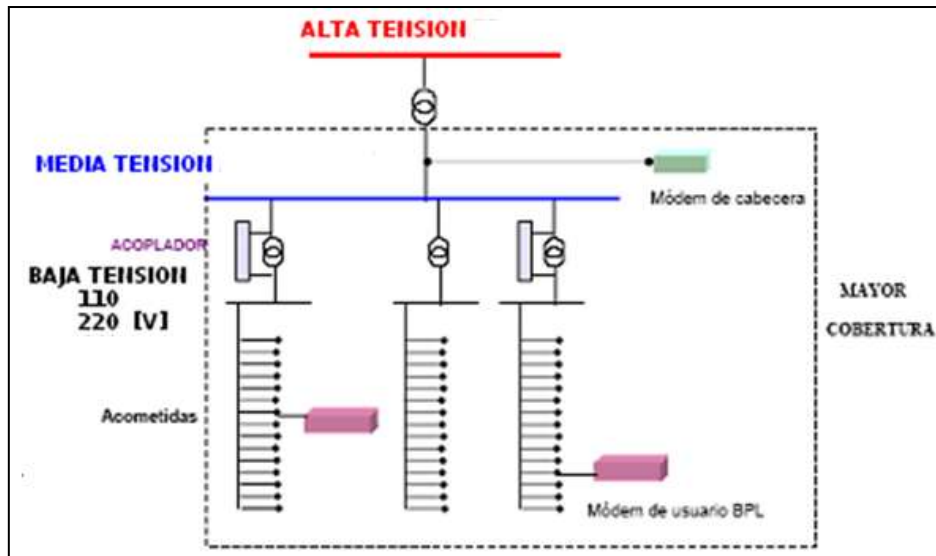 ALTA TENSION
MEDIA TENSION
Módem de cabecera
ACOPLADOR
BAJA TENSION
110
220 [V]
MAYOR
COBERTURA
Acometidas
Módem de usuario BPL